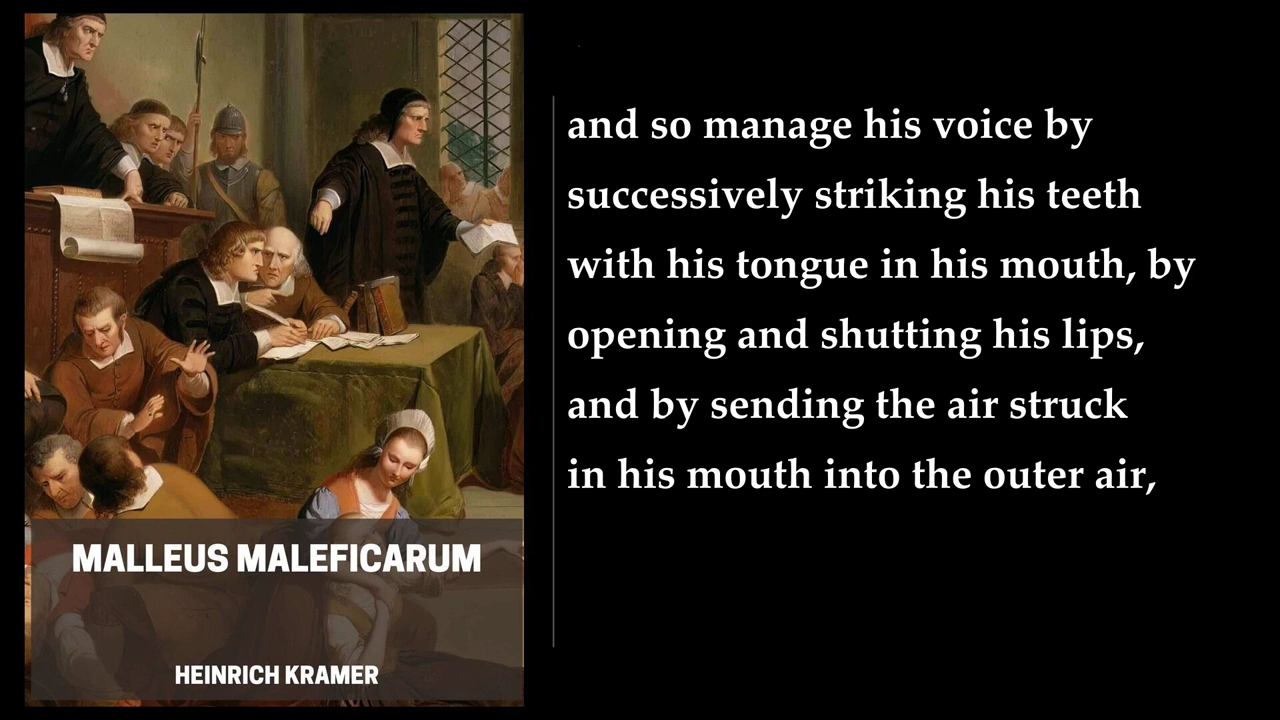 MALLEUS MALEFICARUM
HEINRICH KRAMER
and so manage his voice by
successively striking his teeth
with his tongue in his mouth, by
opening and shutting his lips,
and by sending the air struck
in his mouth into the outer air,